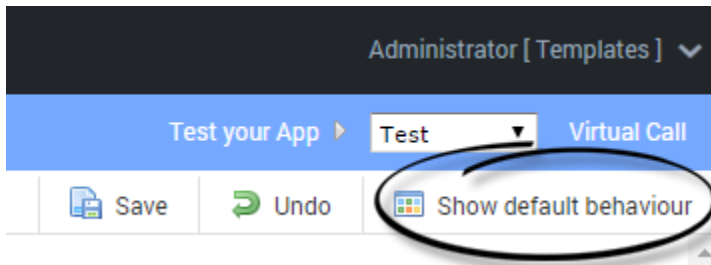 Administrator [ Templates ]
Test your App Test Virtual Call
Save Undo Show default behaviour